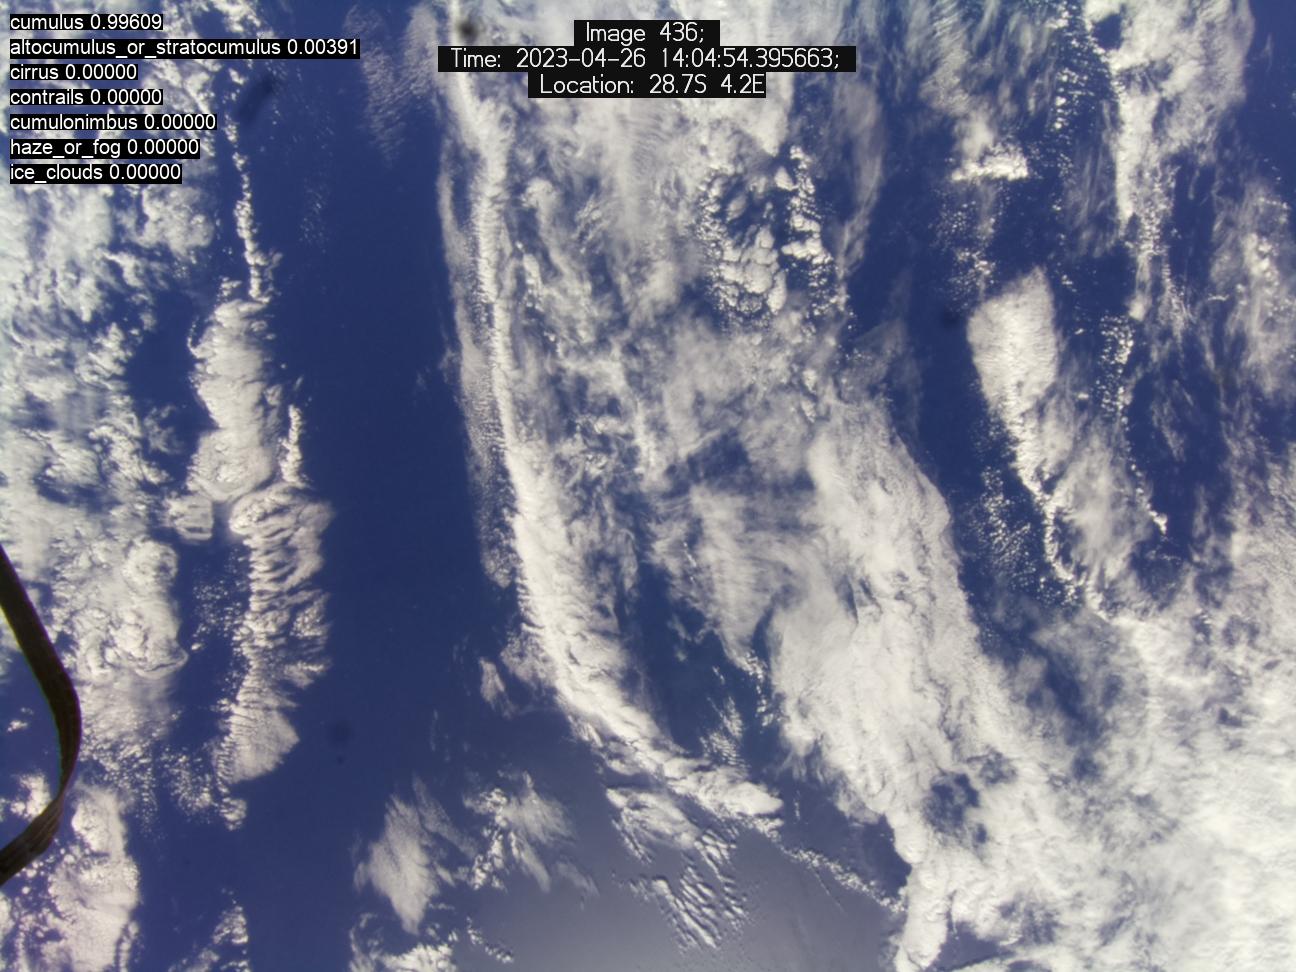 cumulus 0.99609
altocumulus_or_stratocumulus 0.00391
cirrus 0.00000
contrails 0.00000
cumulonimbus 0.00000
haze_or_fog 0.00000
ice_clouds 0.00000
Image 436;
Time: 2023-04-26 14:04:54.395663;
Location: 28.7S 4.2E